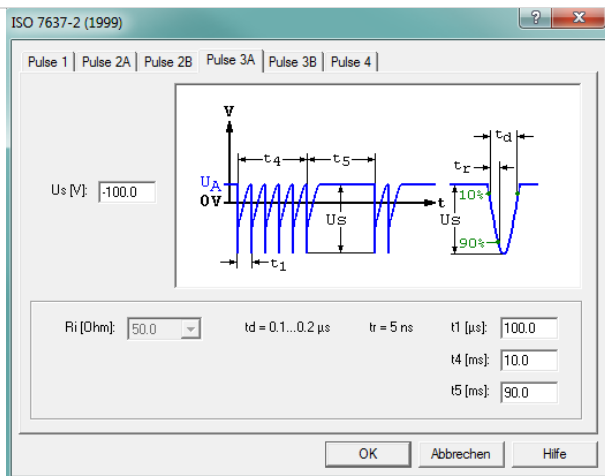 ISO 7637-2 (1999)
Pulse 1 Pulse 2A Pulse 2B Pulse 3A Pulse 3B Pulse 4
V
td
t4 t5
tr
Us [V]: -100.0
UA
0V
t
Us
Us
10%
90%
t1
Ri [Ohm]: 50.0 td = 0.1...0.2 µs tr = 5 ns t1 [µs]: 100.0
t4 [ms]: 10.0
t5 [ms]: 90.0
OK Abbrechen Hilfe